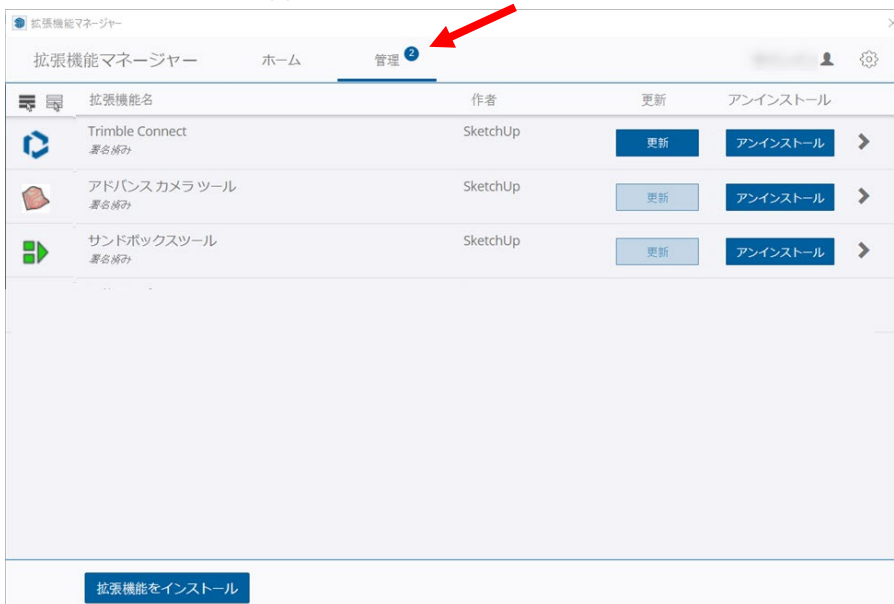 拡張機能マネージャー
拡張機能マネージャー ホーム 管理 2
拡張機能名 作者 更新 アンインストール
Trimble Connect SketchUp 更新 アンインストール
署名済み
アドバンス カメラ ツール SketchUp 更新 アンインストール
署名済み
サンドボックスツール SketchUp 更新 アンインストール
署名済み
拡張機能をインストール